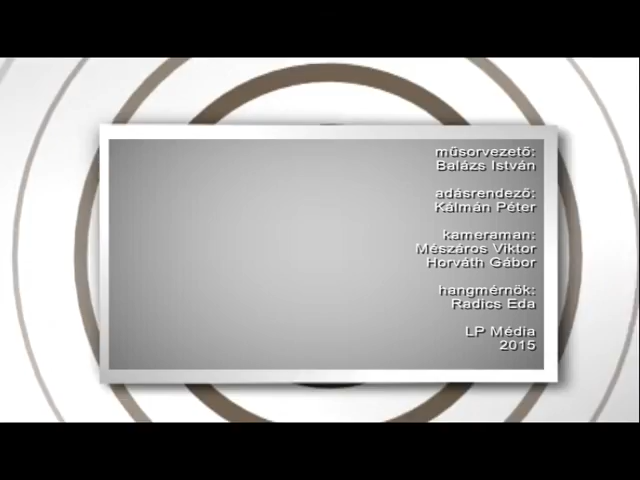 műsorvezető:
Balázs István
adásrendező:
Kálmán Péter
kameraman:
Mészáros Viktor
Horváth Gábor
hangmérnök:
Radics Eda
LP Média
2015